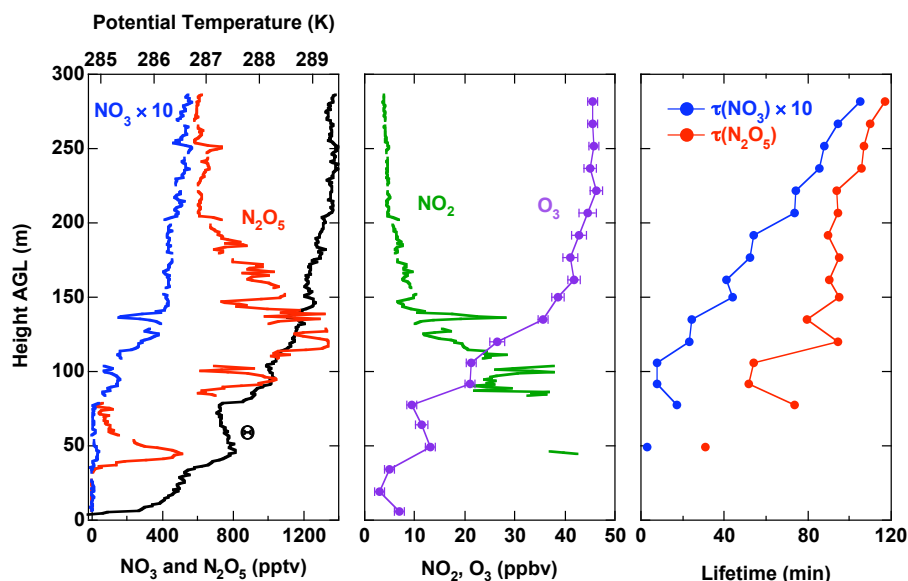 Potential Temperature (K)
285 286 287 288 289
300
250
200
150
100
50
0
Height AGL (m)
NO₃ × 10
N₂O₅
Θ
0 400 800 1200
NO₃ and N₂O₅ (pptv)
NO₂
O₃
0 10 20 30 40 50
NO₂, O₃ (ppbv)
τ(NO₃) × 10
τ(N₂O₅)
0 40 80 120
Lifetime (min)